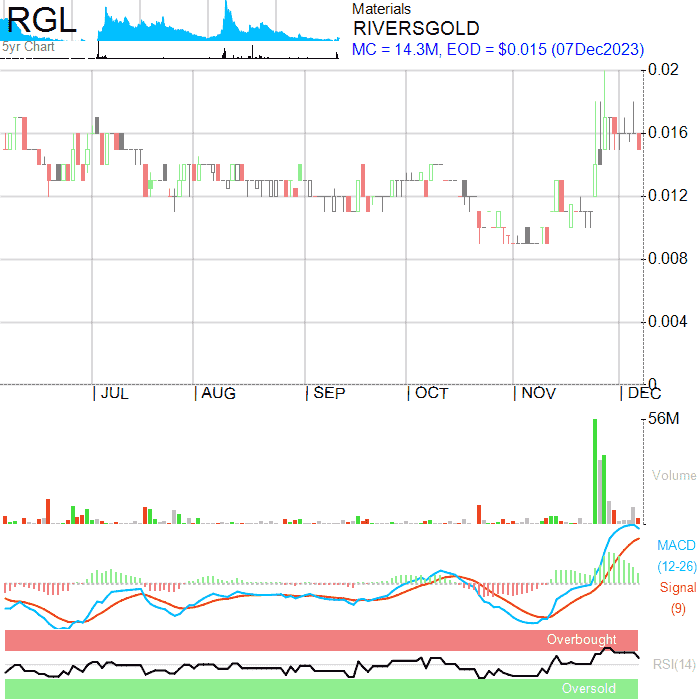 RGL
5yr Chart
Materials
RIVERSGOLD
MC = 14.3M, EOD = $0.015 (07Dec2023)
0.02
0.016
0.012
0.008
0.004
0
JUL AUG SEP OCT NOV DEC
56M
Volume
MACD
(12-26)
Signal
(9)
Overbought
RSI(14)
Oversold